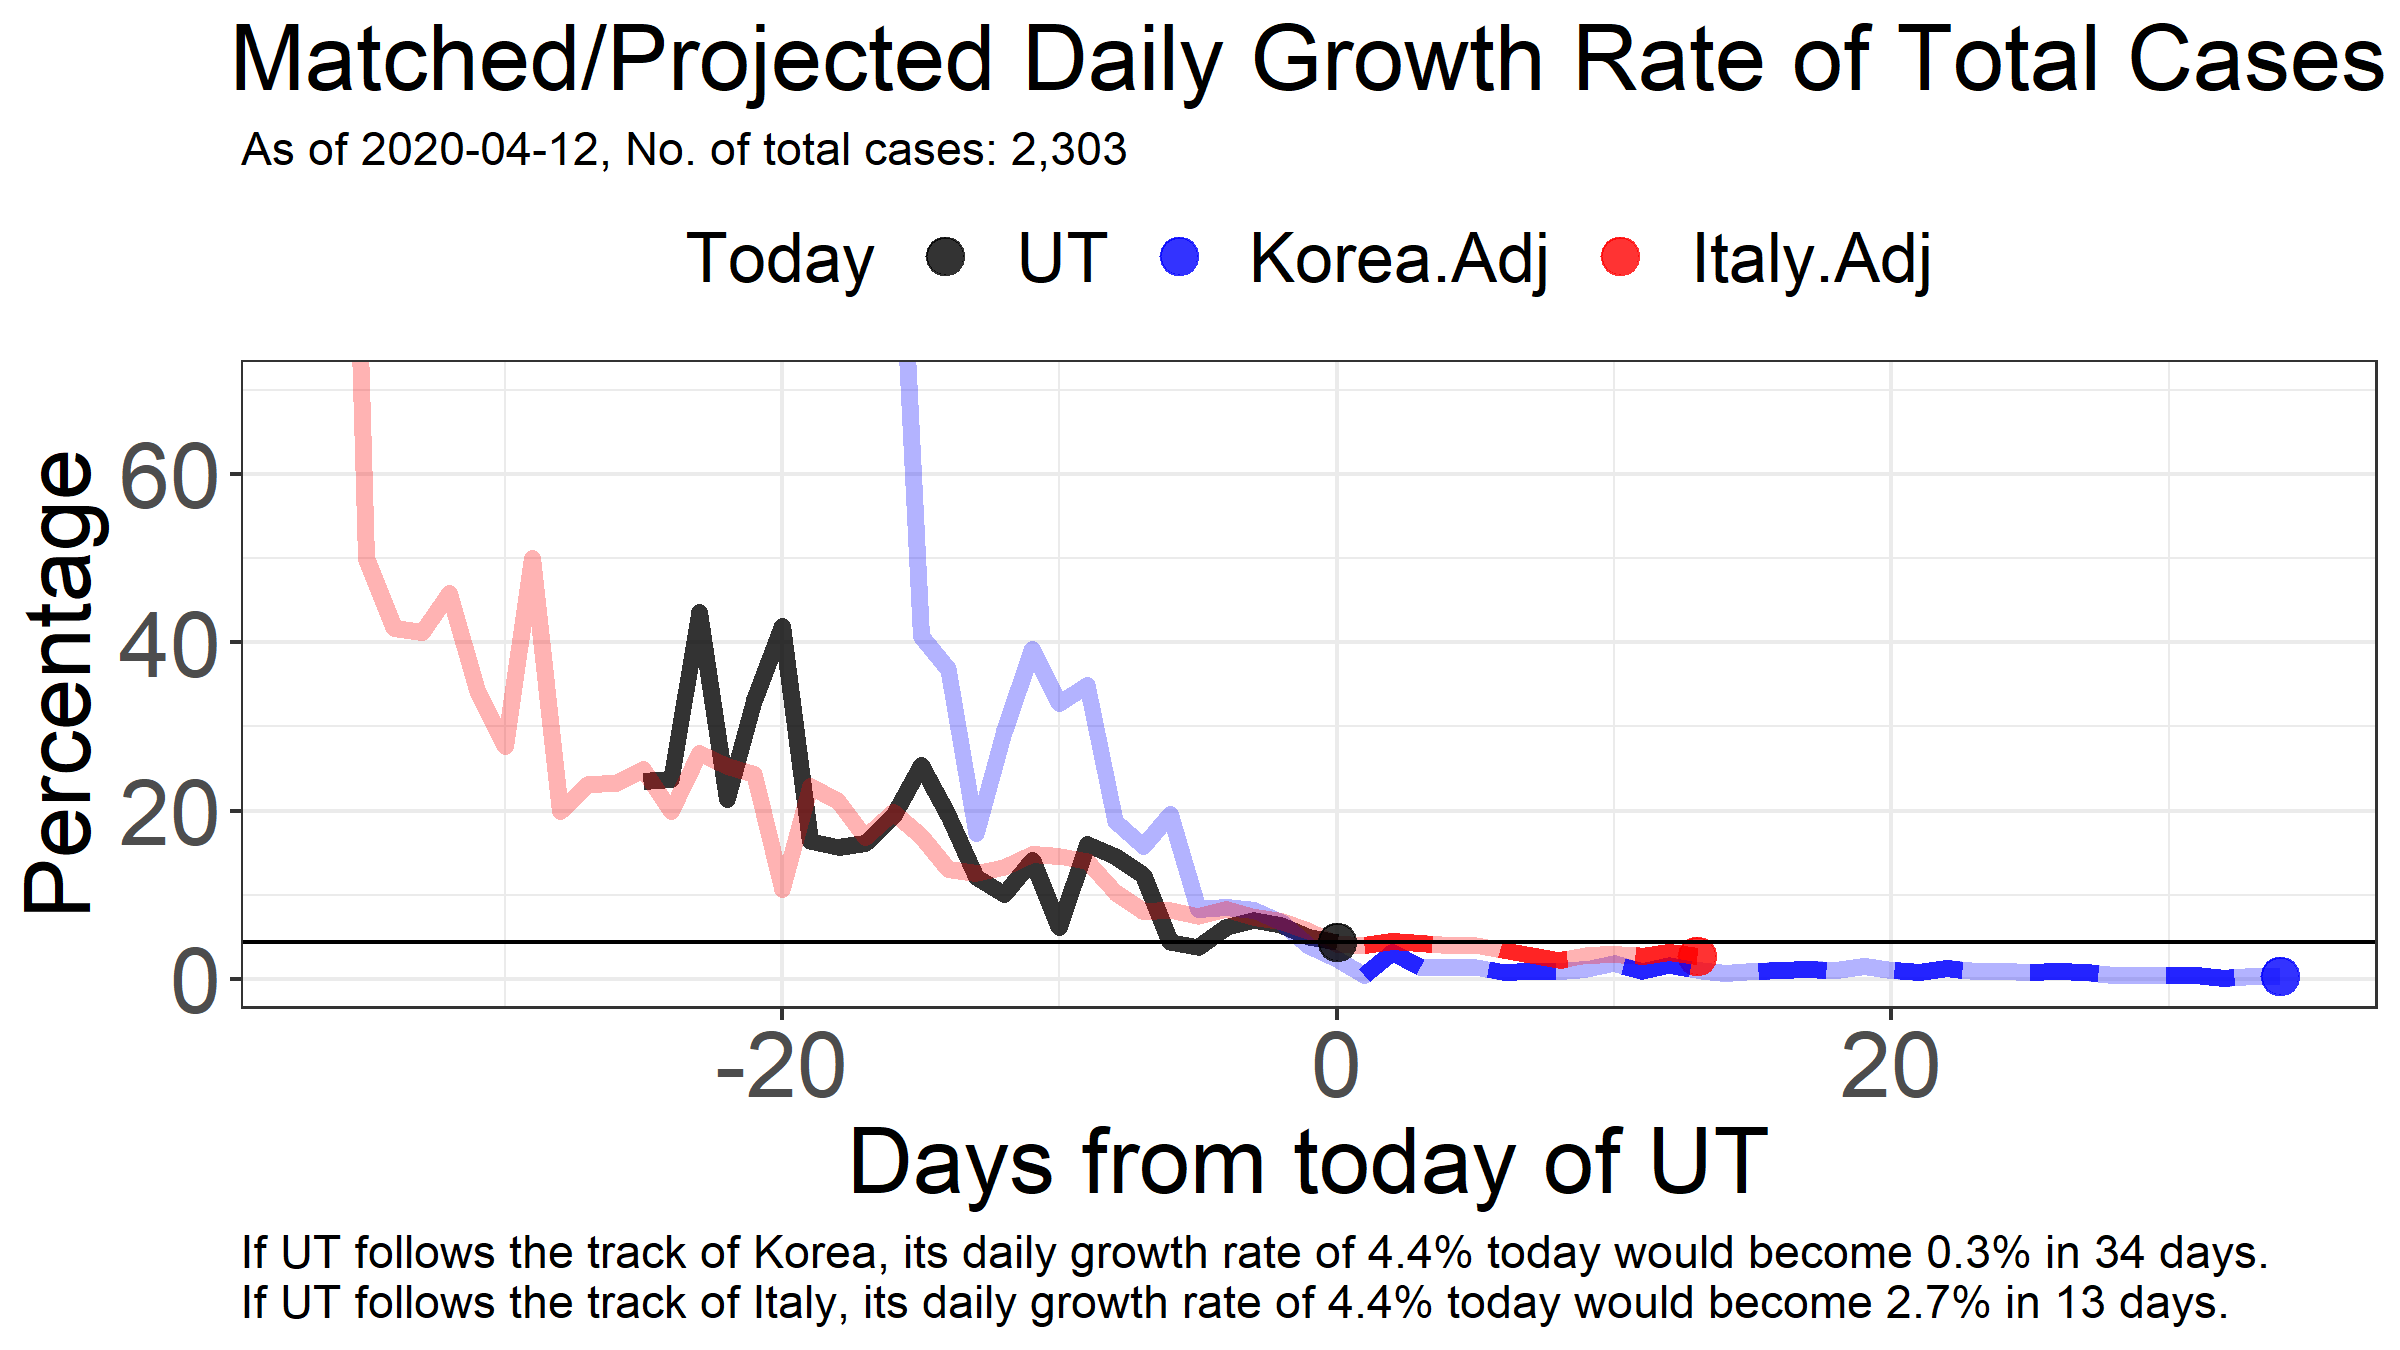 Matched/Projected Daily Growth Rate of Total Cases
As of 2020-04-12, No. of total cases: 2,303
Today UT Korea.Adj Italy.Adj
Percentage
60
40
20
0
-20 0 20
Days from today of UT
If UT follows the track of Korea, its daily growth rate of 4.4% today would become 0.3% in 34 days.
If UT follows the track of Italy, its daily growth rate of 4.4% today would become 2.7% in 13 days.